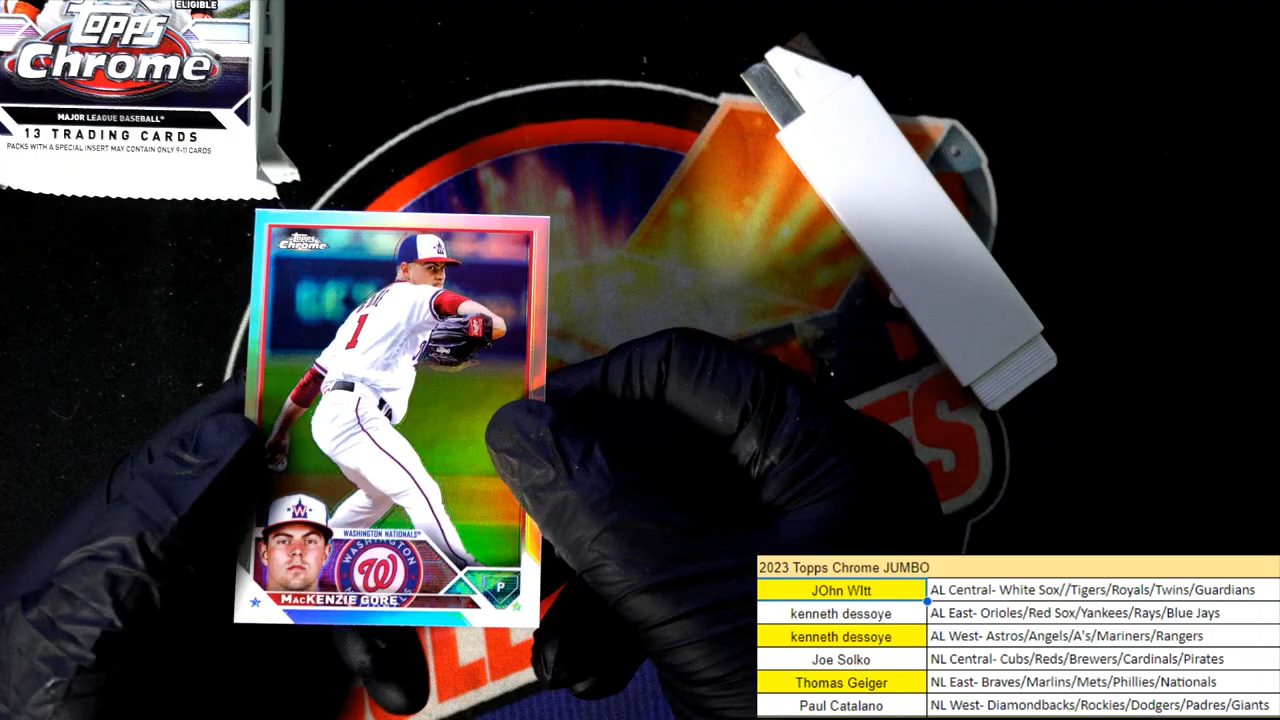 ELIGIBLE
Topps
Chrome
MAJOR LEAGUE BASEBALL®
13 TRADING CARDS
PACKS WITH A SPECIAL INSERT MAY CONTAIN ONLY 9-11 CARDS
Topps
Chrome
1
W
WASHINGTON NATIONALS®
WASHINGTON
W
P
MACKENZIE GORE
2023 Topps Chrome JUMBO
JOhn WItt AL Central- White Sox//Tigers/Royals/Twins/Guardians
kenneth dessoye AL East- Orioles/Red Sox/Yankees/Rays/Blue Jays
kenneth dessoye AL West- Astros/Angels/A's/Mariners/Rangers
Joe Solko NL Central- Cubs/Reds/Brewers/Cardinals/Pirates
Thomas Geiger NL East- Braves/Marlins/Mets/Phillies/Nationals
Paul Catalano NL West- Diamondbacks/Rockies/Dodgers/Padres/Giants